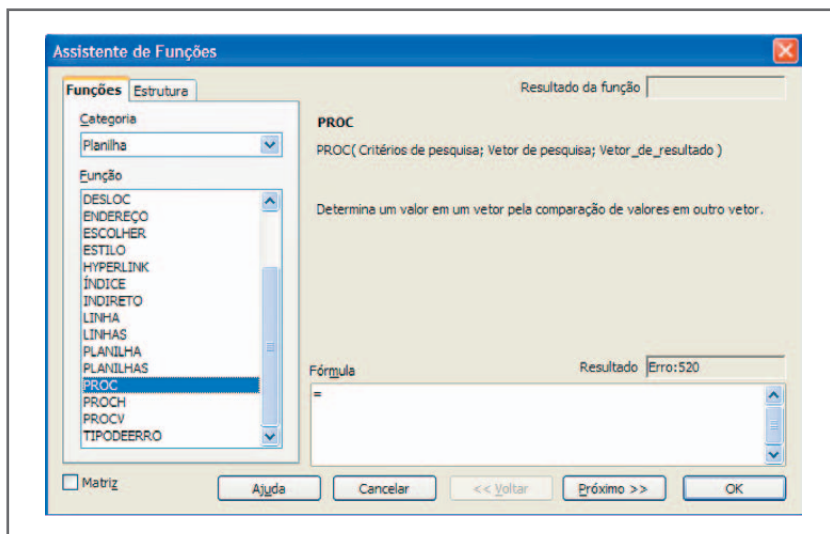 Assistente de Funções
Funções Estrutura
Resultado da função
Categoria
Planilha
Função
DESLOC
ENDEREÇO
ESCOLHER
ESTILO
HYPERLINK
ÍNDICE
INDIRETO
LINHA
LINHAS
PLANILHA
PLANILHAS
PROC
PROCH
PROCV
TIPODEERRO
PROC
PROC( Critérios de pesquisa; Vetor de pesquisa; Vetor_de_resultado )
Determina um valor em um vetor pela comparação de valores em outro vetor.
Fórmula
Resultado Erro:520
=
Matriz
Ajuda Cancelar << Voltar Próximo >> OK